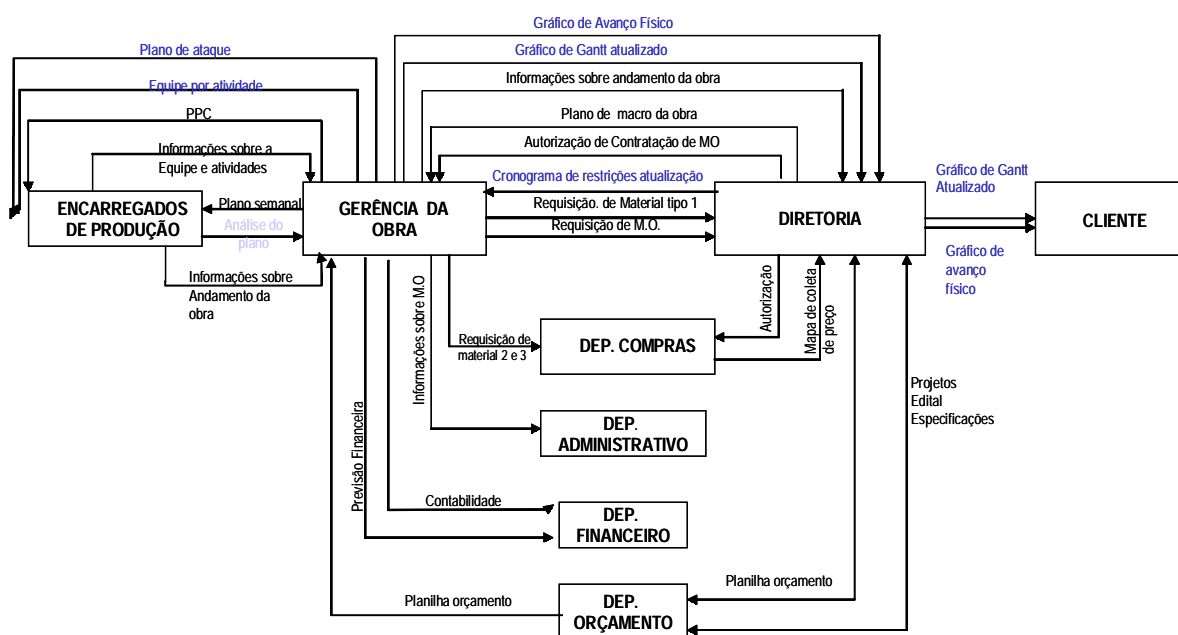 Gráfico de Avanço Físico
Plano de ataque
Gráfico de Gantt atualizado
Informações sobre andamento da obra
Equipe por atividade
PPC
Plano de macro da obra
Autorização de Contratação de MO
Informações sobre a
Equipe e atividades
Cronograma de restrições atualização
Gráfico de Gantt
Atualizado
Plano semanal
Requisição. de Material tipo 1
ENCARREGADOS
DE PRODUÇÃO
GERÊNCIA DA
OBRA
DIRETORIA
CLIENTE
Análise do
plano
Requisição de M.O.
Gráfico de
avanço
físico
Informações sobre
Andamento da
obra
Informações sobre M.O
Requisição de
material 2 e 3
DEP. COMPRAS
Autorização
Mapa de coleta
de preço
Projetos
Edital
Especificações
DEP.
ADMINISTRATIVO
Previsão Financeira
Contabilidade
DEP.
FINANCEIRO
Planilha orçamento
DEP.
ORÇAMENTO
Planilha orçamento